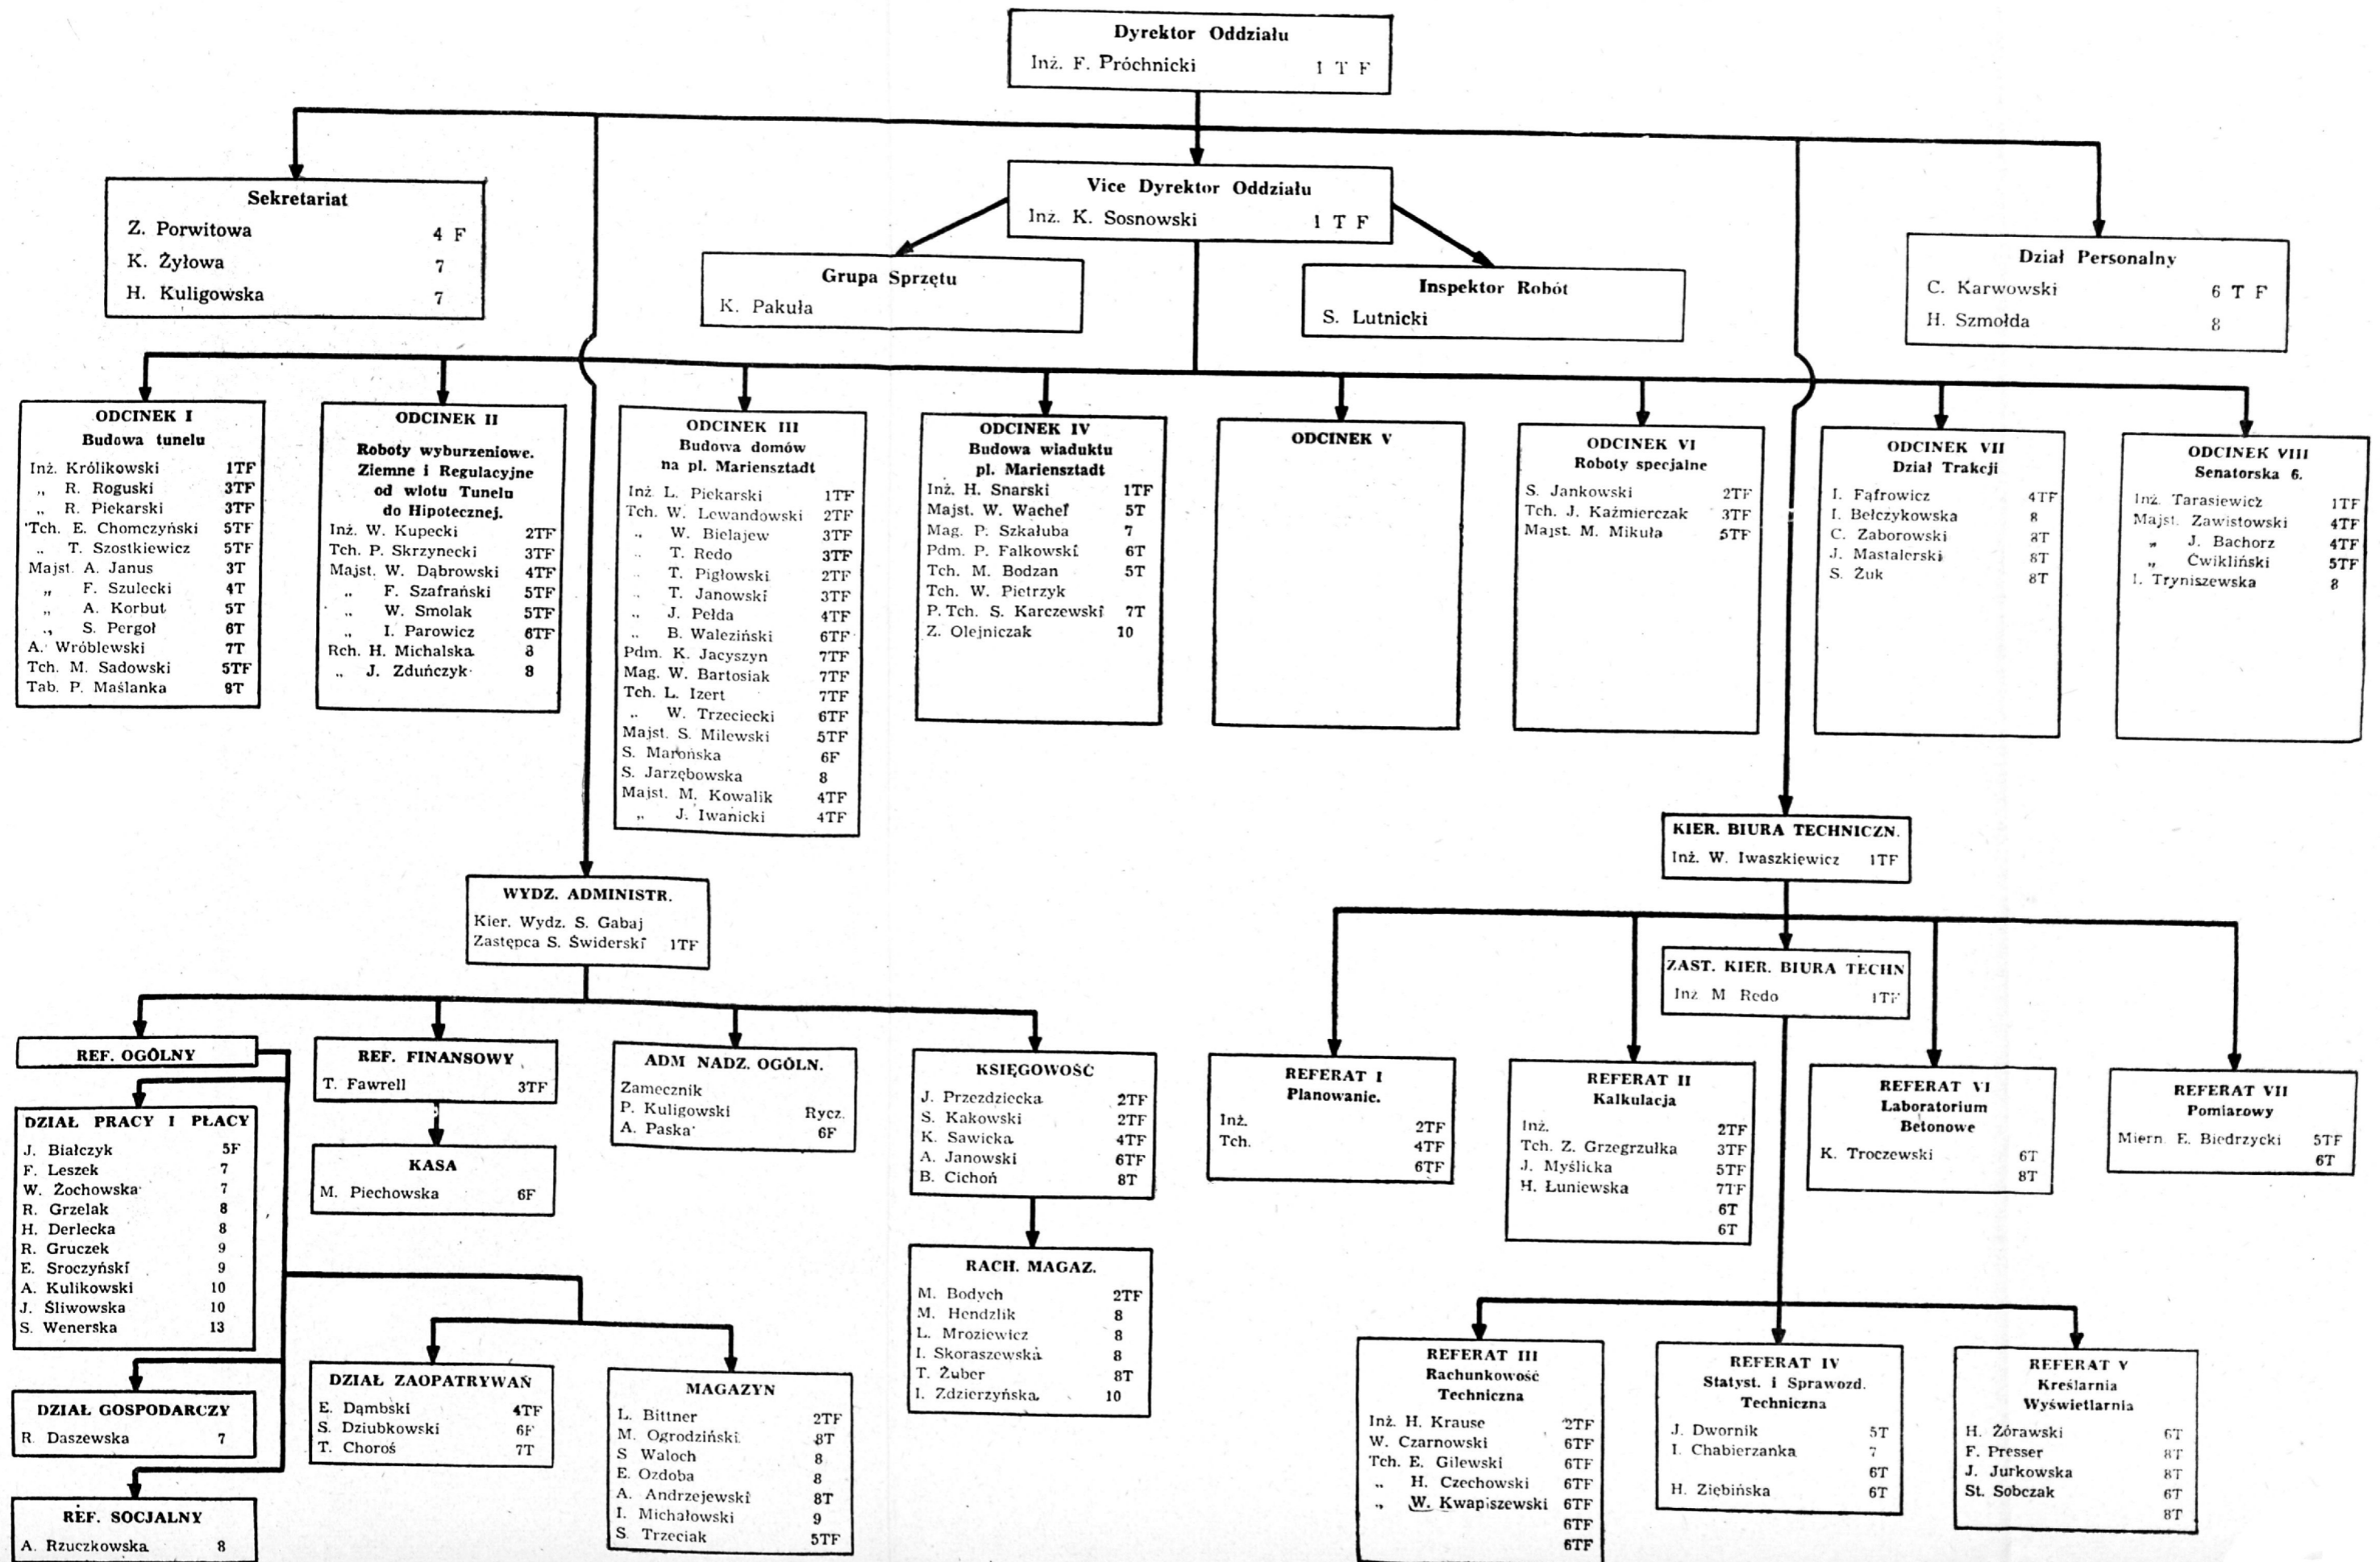 Dyrektor Oddziału
Inż. F. Próchnicki 1 T F
Sekretariat
Z. Porwitowa 4 F
K. Żyłowa 7
H. Kuligowska 7
Vice Dyrektor Oddziału
Inż. K. Sosnowski 1 T F
Grupa Sprzętu
K. Pakuła
Inspektor Robót
S. Lutnicki
Dział Personalny
C. Karwowski 6 T F
H. Szmołda 8
ODCINEK I
Budowa tunelu
Inż. Królikowski 1TF
„ R. Roguski 3TF
„ R. Piekarski 3TF
Tch. E. Chomczyński 5TF
„ T. Szostkiewicz 5TF
Majst. A. Janus 3T
„ F. Szulecki 4T
„ A. Korbut 5T
„ S. Pergoł 6T
A. Wróblewski 7T
Tch. M. Sadowski 5TF
Tab. P. Maślanka 8T
ODCINEK II
Roboty wyburzeniowe.
Ziemne i Regulacyjne
od wlotu Tunelu
do Hipotecznej.
Inż. W. Kupecki 2TF
Tch. P. Skrzynecki 3TF
Majst. W. Dąbrowski 4TF
„ F. Szafrański 5TF
„ W. Smolak 5TF
„ I. Parowicz 6TF
Rch. H. Michalska 8
„ J. Zduńczyk 8
ODCINEK III
Budowa domów
na pl. Mariensztadt
Inż. L. Piekarski 1TF
Tch. W. Lewandowski 2TF
„ W. Bielajew 3TF
„ T. Redo 3TF
„ T. Pigłowski 2TF
„ T. Janowski 3TF
„ J. Pełda 4TF
„ B. Waleziński 6TF
Pdm. K. Jacyszyn 7TF
Mag. W. Bartosiak 7TF
Tch. L. Izert 7TF
„ W. Trzeciecki 6TF
Majst. S. Milewski 5TF
S. Marońska 6F
S. Jarzębowska 8
Majst. M. Kowalik 4TF
„ J. Iwanicki 4TF
ODCINEK IV
Budowa wiaduktu
pl. Mariensztadt
Inż. H. Snarski 1TF
Majst. W. Wachef 5T
Mag. P. Szkałuba 7
Pdm. P. Falkowski 6T
Tch. M. Bodzan 5T
Tch. W. Pietrzyk
P. Tch. S. Karczewski 7T
Z. Olejniczak 10
ODCINEK V
ODCINEK VI
Roboty specjalne
S. Jankowski 2TF
Tch. J. Kaźmierczak 3TF
Majst. M. Mikuła 5TF
ODCINEK VII
Dział Trakcji
I. Fąfrowicz 4TF
I. Bełczykowska 8
C. Zaborowski 8T
J. Mastalerski 8T
S. Żuk 8T
ODCINEK VIII
Senatorska 6.
Inż. Tarasiewicz 1TF
Majst. Zawistowski 4TF
„ J. Bachorz 4TF
„ Ćwikliński 5TF
I. Tryniszewska 8
KIER. BIURA TECHNICZN.
Inż. W. Iwaszkiewicz 1TF
WYDZ. ADMINISTR.
Kier. Wydz. S. Gabaj
Zastępca S. Świderski 1TF
ZAST. KIER. BIURA TECHN
Inż M Redo 1TF
REF. OGÓLNY
REF. FINANSOWY
T. Fawrell 3TF
KASA
M. Piechowska 6F
ADM NADZ. OGÓLN.
Zamecznik
P. Kuligowski Rycz.
A. Paska 6F
KSIĘGOWOŚĆ
J. Przezdziecka 2TF
S. Kakowski 2TF
K. Sawicka 4TF
A. Janowski 6TF
B. Cichoń 8T
RACH. MAGAZ.
M. Bodych 2TF
M. Hendzlik 8
L. Mroziewicz 8
I. Skoraszewska 8
T. Żuber 8T
I. Zdzierzyńska 10
DZIAŁ PRACY I PŁACY
J. Białczyk 5F
F. Leszek 7
W. Żochowska 7
R. Grzelak 8
H. Derlecka 8
R. Gruczek 9
E. Sroczyński 9
A. Kulikowski 10
J. Śliwowska 10
S. Wenerska 13
DZIAŁ GOSPODARCZY
R. Daszewska 7
REF. SOCJALNY
A. Rzuczkowska 8
DZIAŁ ZAOPATRYWAŃ
E. Dąmbski 4TF
S. Dziubkowski 6F
T. Choroś 7T
MAGAZYN
L. Bittner 2TF
M. Ogrodziński 8T
S Waloch 8
E. Ozdoba 8
A. Andrzejewski 8T
I. Michałowski 9
S. Trzeciak 5TF
REFERAT I
Planowanie.
Inż. 2TF
Tch. 4TF
6TF
REFERAT II
Kalkulacja
Inż. 2TF
Tch. Z. Grzegrzułka 3TF
J. Myślicka 5TF
H. Łuniewska 7TF
6T
6T
REFERAT VI
Laboratorium
Betonowe
K. Troczewski 6T
8T
REFERAT VII
Pomiarowy
Miern. E. Biedrzycki 5TF
6T
REFERAT III
Rachunkowość
Techniczna
Inż. H. Krause 2TF
W. Czarnowski 6TF
Tch. E. Gilewski 6TF
„ H. Czechowski 6TF
„ W. Kwapiszewski 6TF
6TF
6TF
REFERAT IV
Statyst. i Sprawozd.
Techniczna
J. Dwornik 5T
I. Chabierzanka 7
6T
H. Ziębińska 6T
REFERAT V
Kreślarnia
Wyświetlarnia
H. Żórawski 6T
F. Presser 8T
J. Jurkowska 8T
St. Sobczak 6T
8T